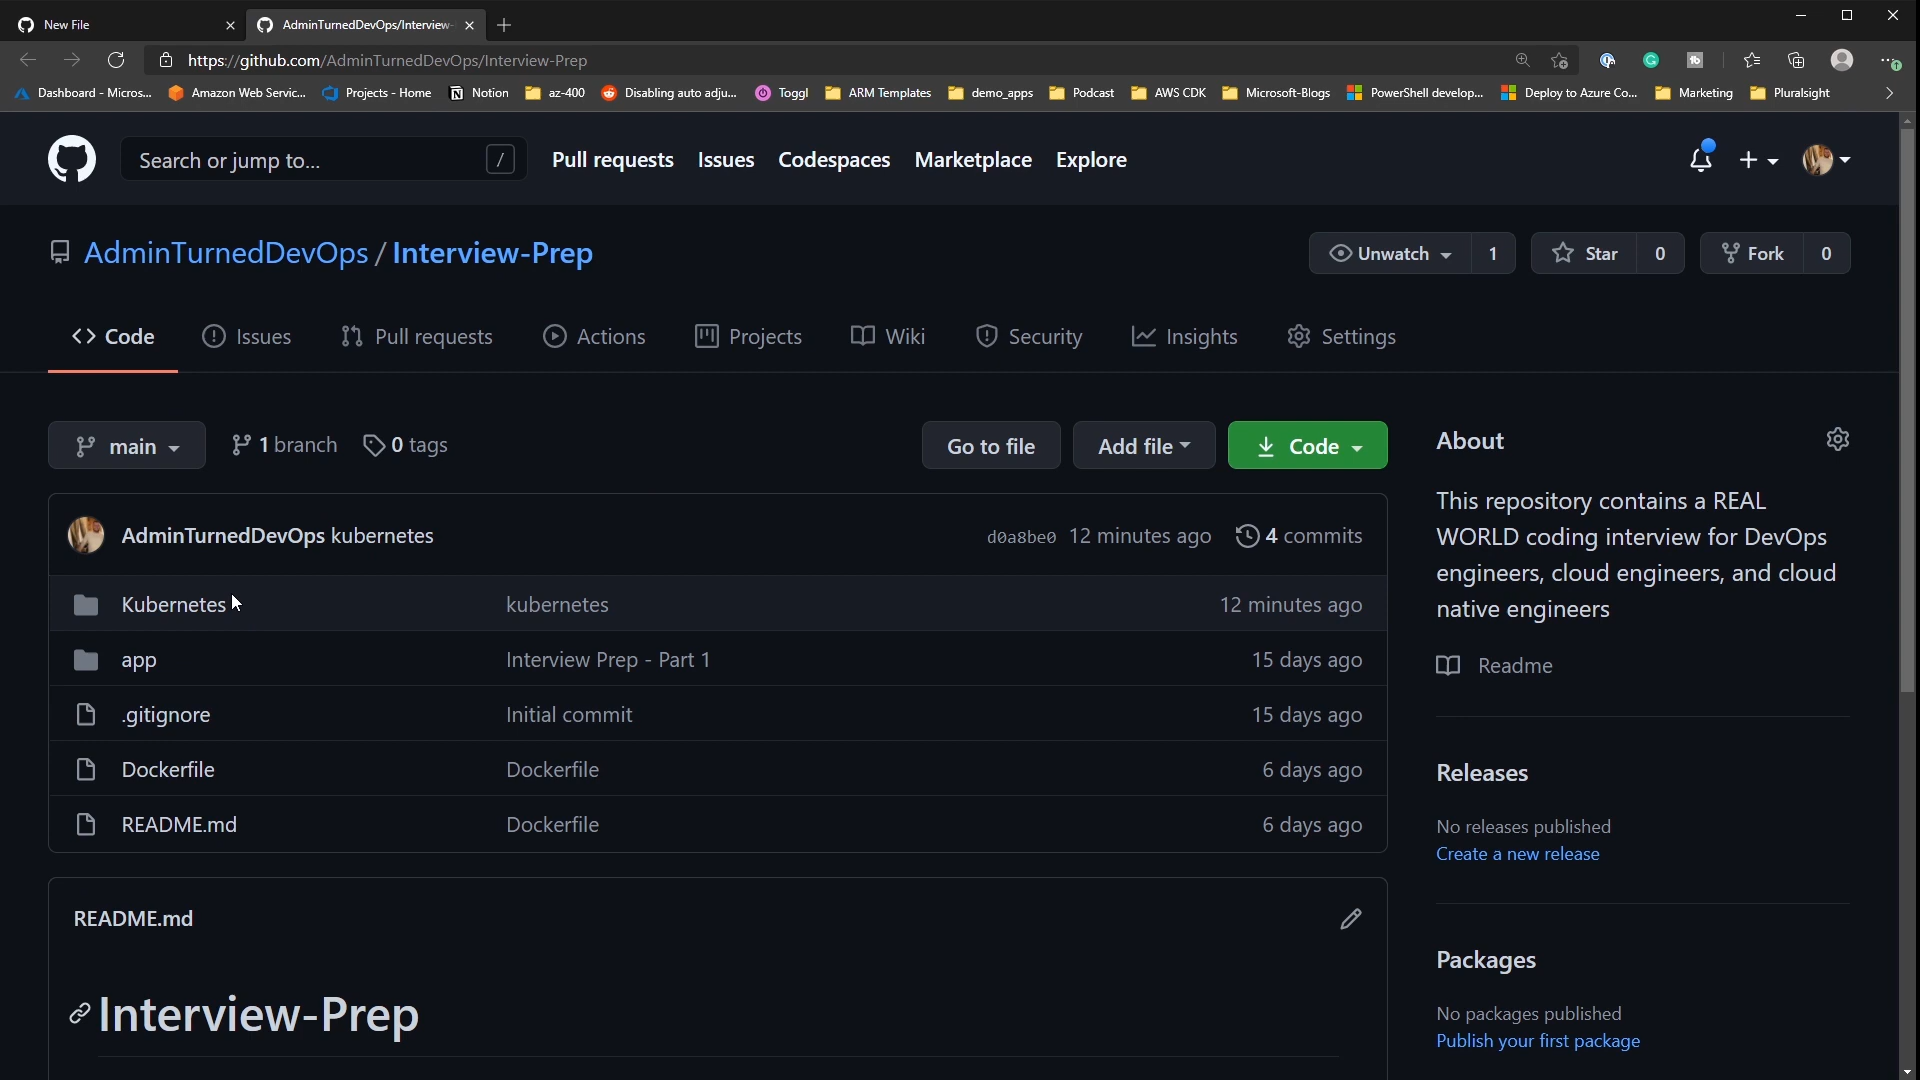 New File
AdminTurnedDevOps/Interview-
https://github.com/AdminTurnedDevOps/Interview-Prep
Dashboard - Micros... Amazon Web Servic... Projects - Home Notion az-400 Disabling auto adju... Toggl ARM Templates demo_apps Podcast AWS CDK Microsoft-Blogs PowerShell develop... Deploy to Azure Co... Marketing Pluralsight
Search or jump to... / Pull requests Issues Codespaces Marketplace Explore
AdminTurnedDevOps / Interview-Prep
Unwatch 1 Star 0 Fork 0
Code Issues Pull requests Actions Projects Wiki Security Insights Settings
main 1 branch 0 tags Go to file Add file Code
AdminTurnedDevOps kubernetes d0a8be0 12 minutes ago 4 commits
Kubernetes kubernetes 12 minutes ago
app Interview Prep - Part 1 15 days ago
.gitignore Initial commit 15 days ago
Dockerfile Dockerfile 6 days ago
README.md Dockerfile 6 days ago
README.md
Interview-Prep
About
This repository contains a REAL
WORLD coding interview for DevOps
engineers, cloud engineers, and cloud
native engineers
Readme
Releases
No releases published
Create a new release
Packages
No packages published
Publish your first package